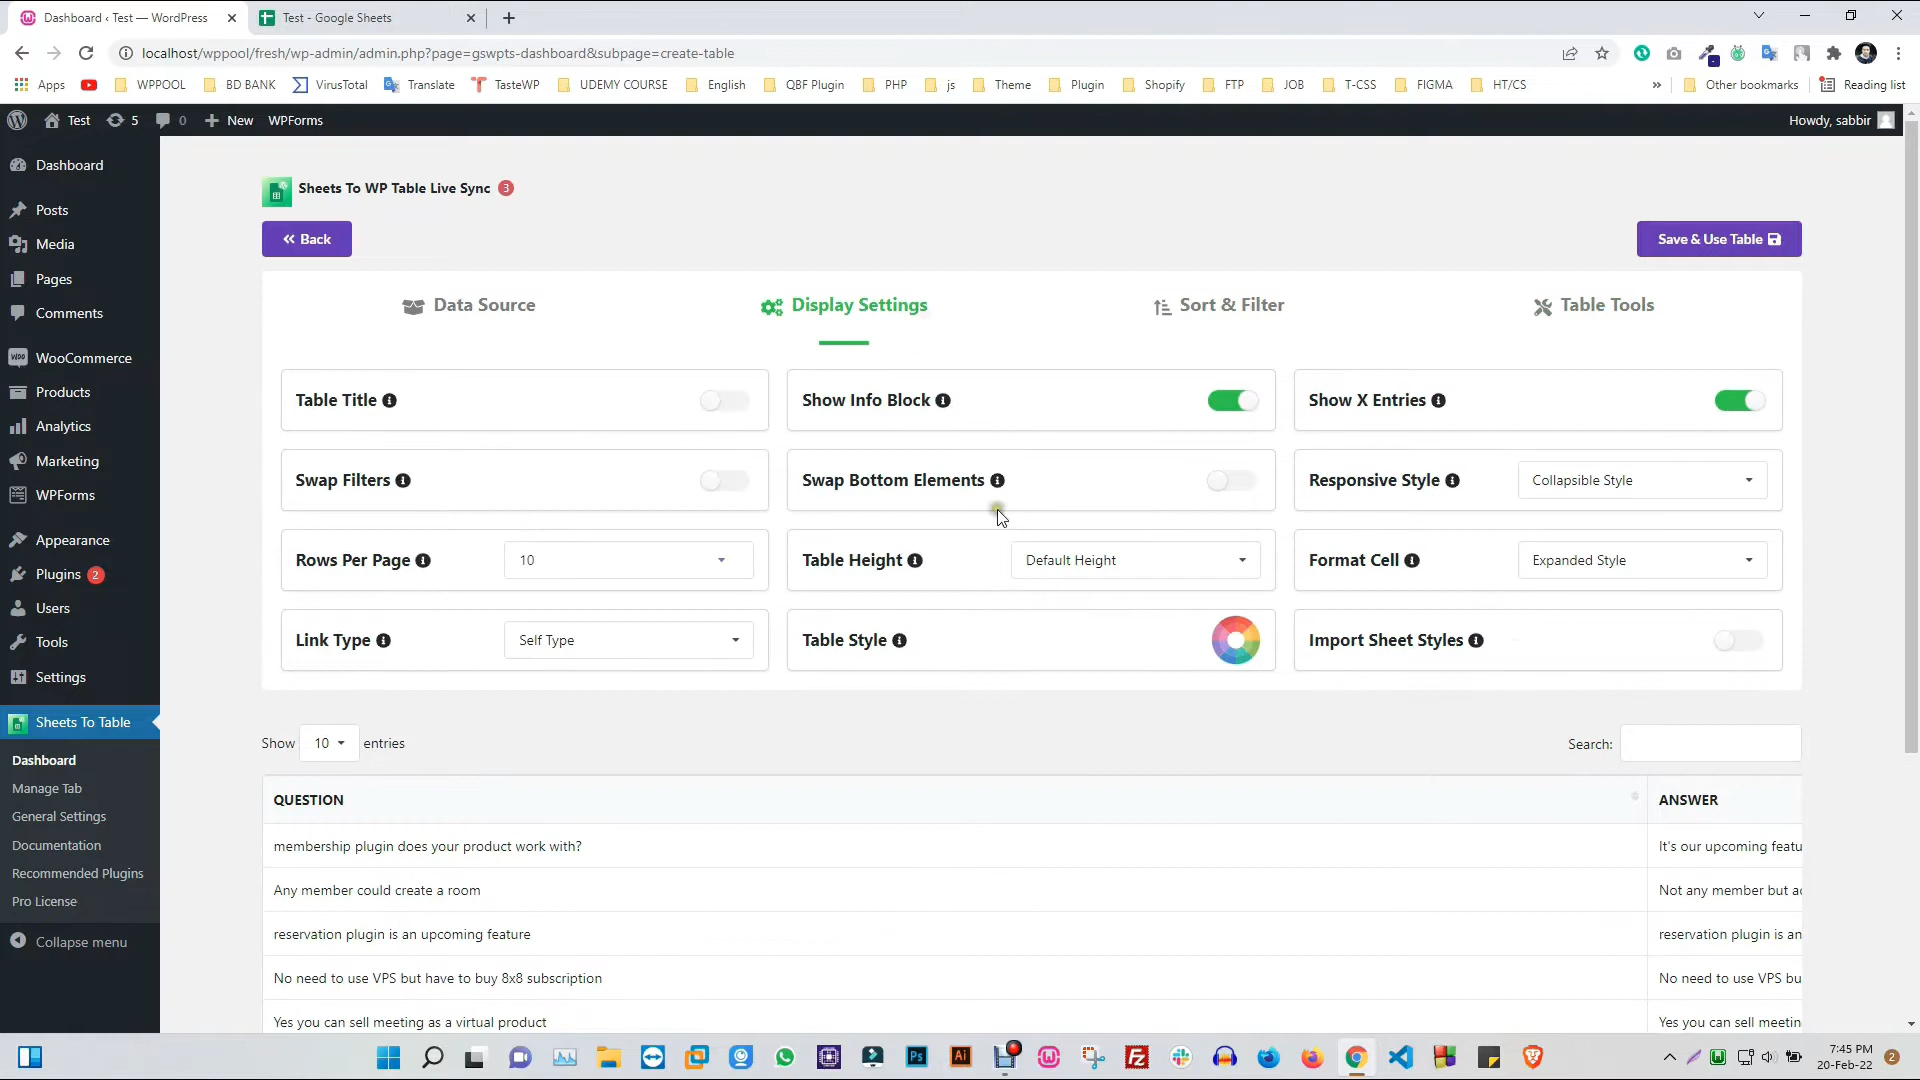 Dashboard ‹ Test — WordPress
Test - Google Sheets
localhost/wppool/fresh/wp-admin/admin.php?page=gswpts-dashboard&subpage=create-table
Apps
WPPOOL
BD BANK
VirusTotal
Translate
TasteWP
UDEMY COURSE
English
QBF Plugin
PHP
js
Theme
Plugin
Shopify
FTP
JOB
T-CSS
FIGMA
HT/CS
Other bookmarks
Reading list
Test
5
0
New
WPForms
Howdy, sabbir
Dashboard
Posts
Media
Pages
Comments
WooCommerce
Products
Analytics
Marketing
WPForms
Appearance
Plugins 2
Users
Tools
Settings
Sheets To Table
Dashboard
Manage Tab
General Settings
Documentation
Recommended Plugins
Pro License
Collapse menu
Sheets To WP Table Live Sync 3
Back
Save & Use Table
Data Source
Display Settings
Sort & Filter
Table Tools
Table Title
Show Info Block
Show X Entries
Swap Filters
Swap Bottom Elements
Responsive Style
Collapsible Style
Rows Per Page
10
Table Height
Default Height
Format Cell
Expanded Style
Link Type
Self Type
Table Style
Import Sheet Styles
Show 10 entries
Search:
QUESTION
ANSWER
membership plugin does your product work with?
It's our upcoming featu
Any member could create a room
Not any member but a
reservation plugin is an upcoming feature
reservation plugin is an
No need to use VPS but have to buy 8x8 subscription
No need to use VPS bu
Yes you can sell meeting as a virtual product
Yes you can sell meetin
Ps
Ai
Fz
7:45 PM
20-Feb-22
2